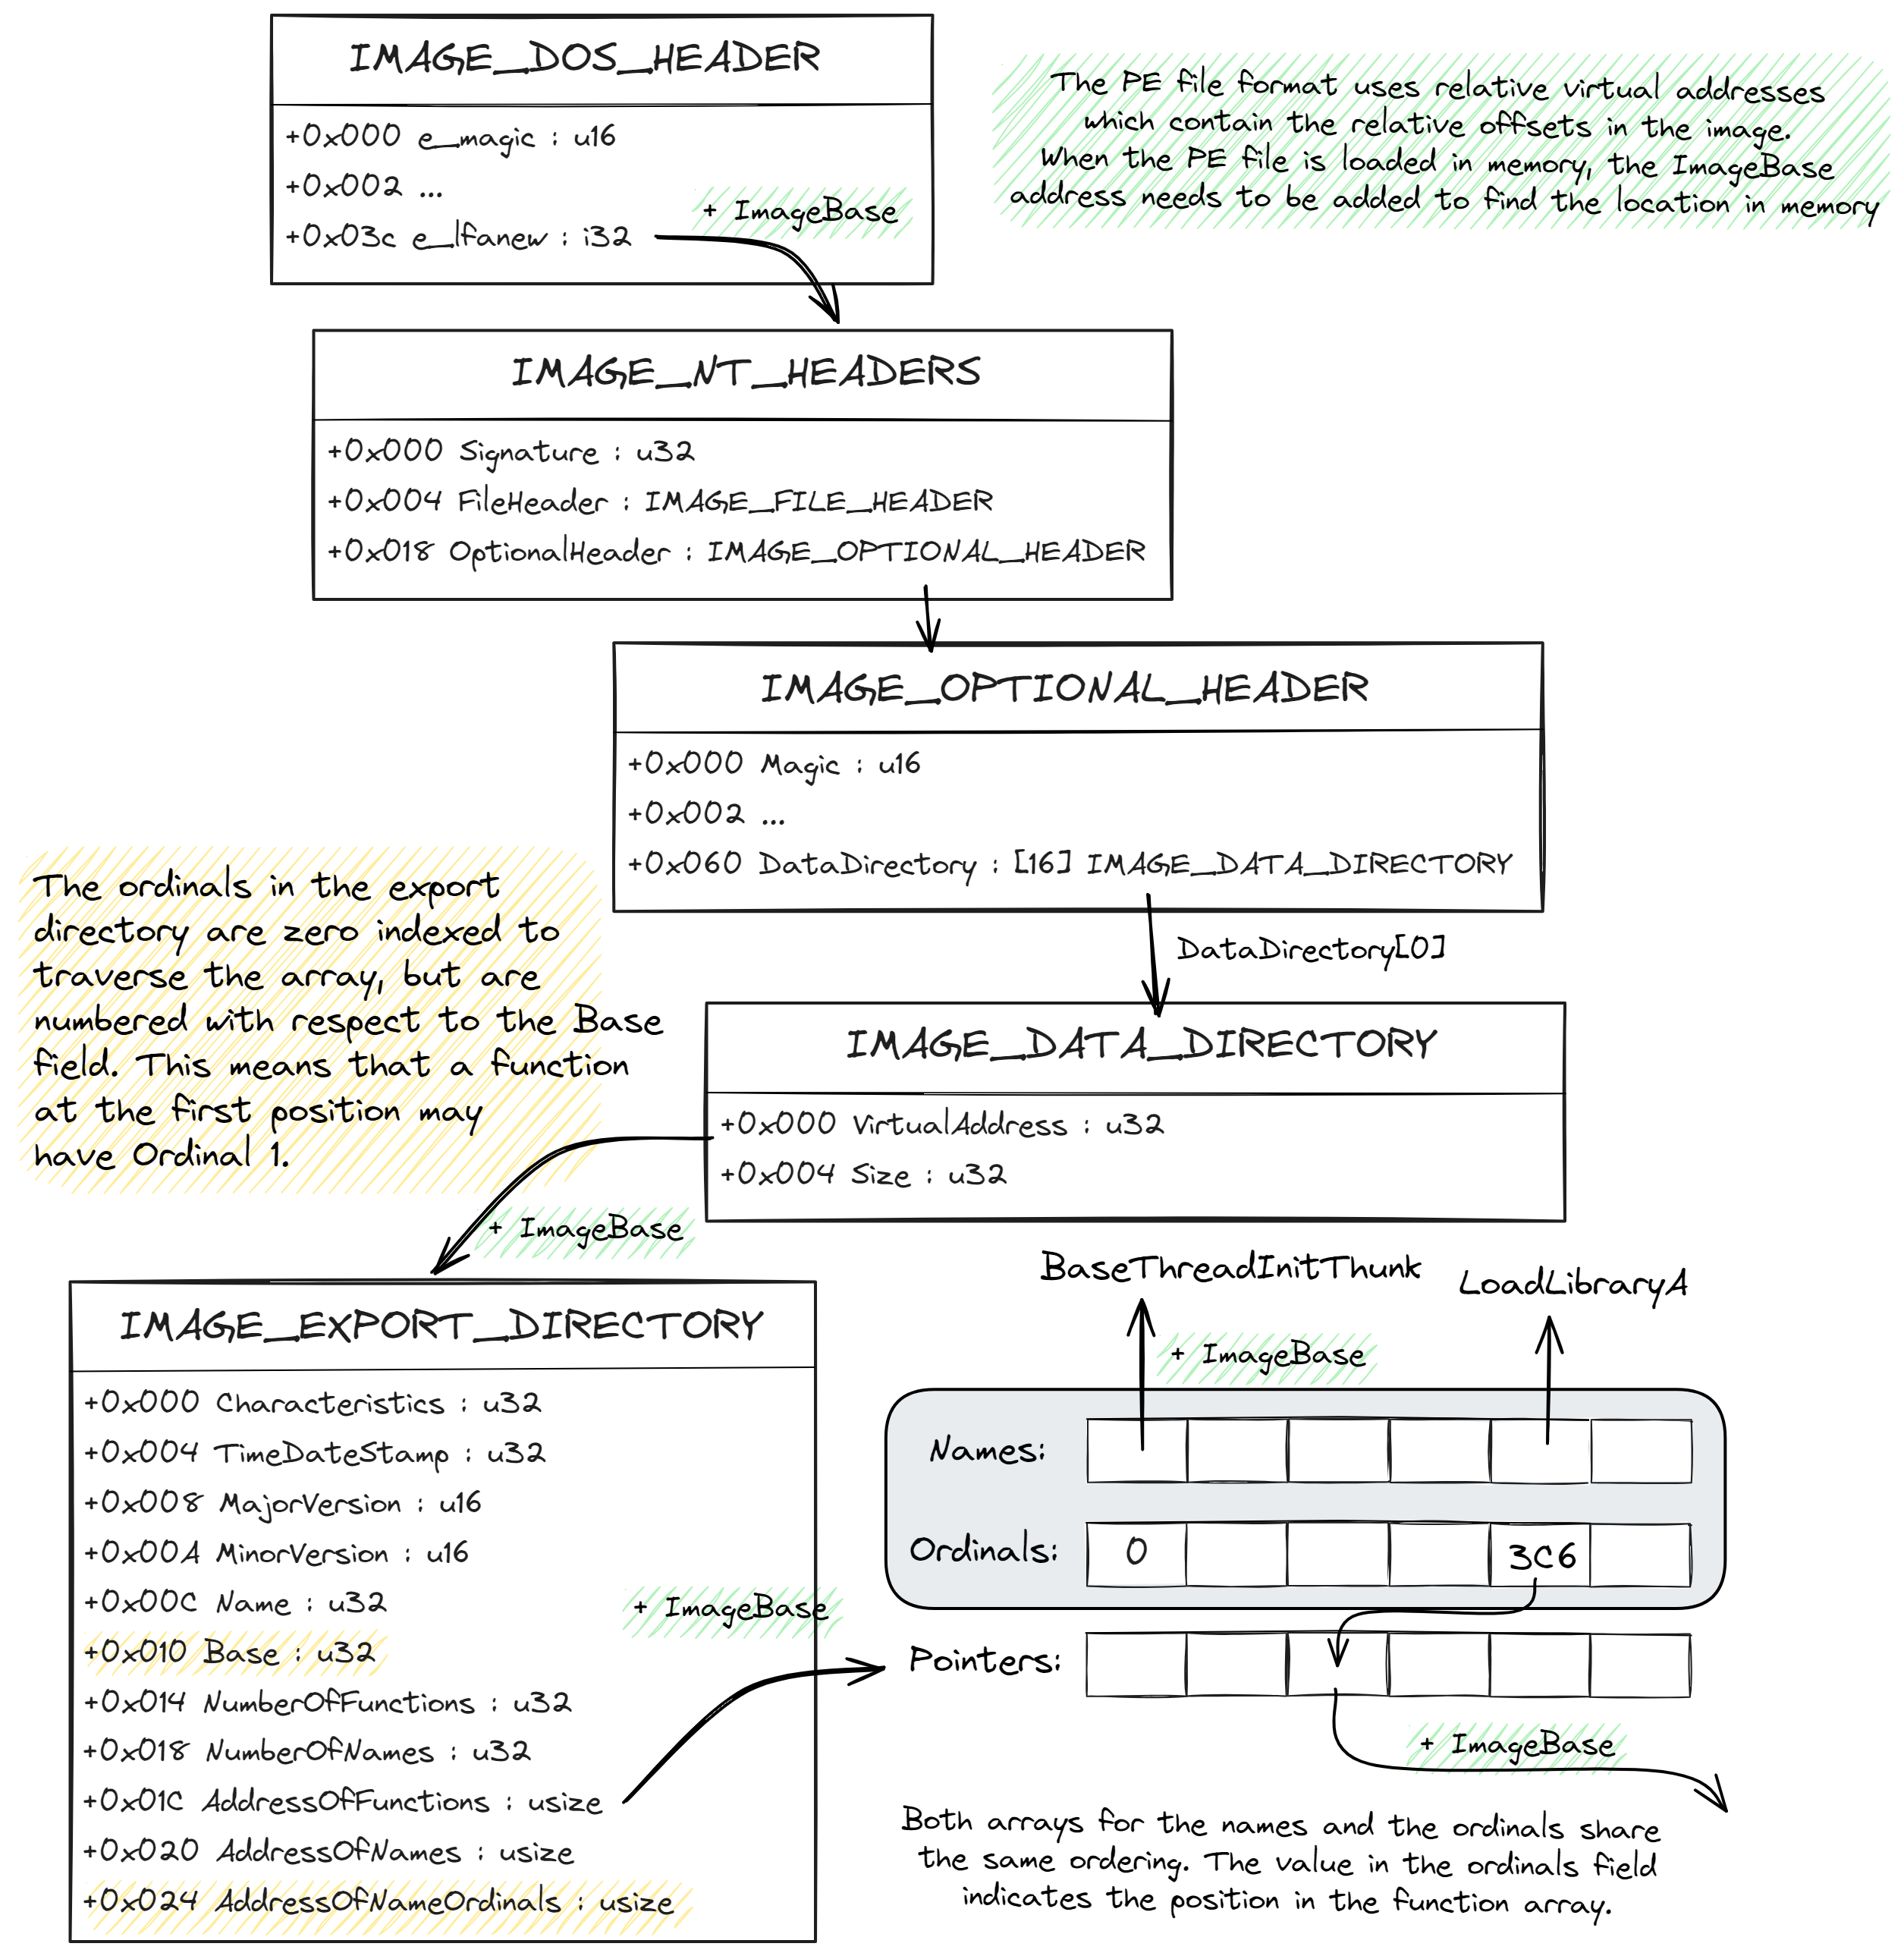 IMAGE_DOS_HEADER
+0x000 e_magic : u16
+0x002 ...
+0x03c e_lfanew : i32
+ ImageBase
The PE file format uses relative virtual addresses
which contain the relative offsets in the image.
When the PE file is loaded in memory, the ImageBase
address needs to be added to find the location in memory
IMAGE_NT_HEADERS
+0x000 Signature : u32
+0x004 FileHeader : IMAGE_FILE_HEADER
+0x018 OptionalHeader : IMAGE_OPTIONAL_HEADER
IMAGE_OPTIONAL_HEADER
+0x000 Magic : u16
+0x002 ...
+0x060 DataDirectory : [16] IMAGE_DATA_DIRECTORY
DataDirectory[0]
The ordinals in the export
directory are zero indexed to
traverse the array, but are
numbered with respect to the Base
field. This means that a function
at the first position may
have Ordinal 1.
IMAGE_DATA_DIRECTORY
+0x000 VirtualAddress : u32
+0x004 Size : u32
+ ImageBase
IMAGE_EXPORT_DIRECTORY
+0x000 Characteristics : u32
+0x004 TimeDateStamp : u32
+0x008 MajorVersion : u16
+0x00A MinorVersion : u16
+0x00C Name : u32
+0x010 Base : u32
+0x014 NumberOfFunctions : u32
+0x018 NumberOfNames : u32
+0x01C AddressOfFunctions : usize
+0x020 AddressOfNames : usize
+0x024 AddressOfNameOrdinals : usize
+ ImageBase
BaseThreadInitThunk
LoadLibraryA
+ ImageBase
Names:
Ordinals: 0 3C6
Pointers:
+ ImageBase
Both arrays for the names and the ordinals share
the same ordering. The value in the ordinals field
indicates the position in the function array.